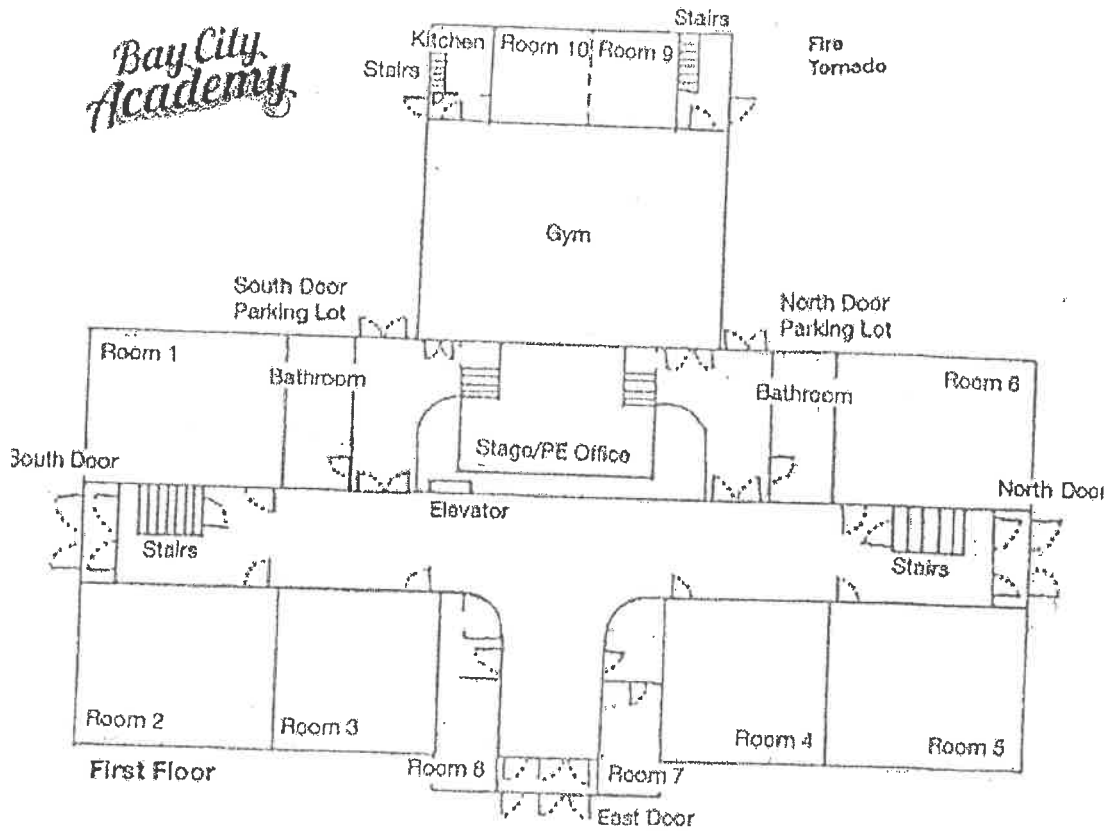 Bay City
Academy
Stairs
Kitchen
Room 10
Room 9
Fire
Tornado
Stairs
Gym
South Door
Parking Lot
North Door
Parking Lot
Room 1
Bathroom
Bathroom
Room 6
Stage/PE Office
South Door
North Door
Elevator
Stairs
Stairs
Room 2
Room 3
Room 4
Room 5
First Floor
Room 8
Room 7
East Door